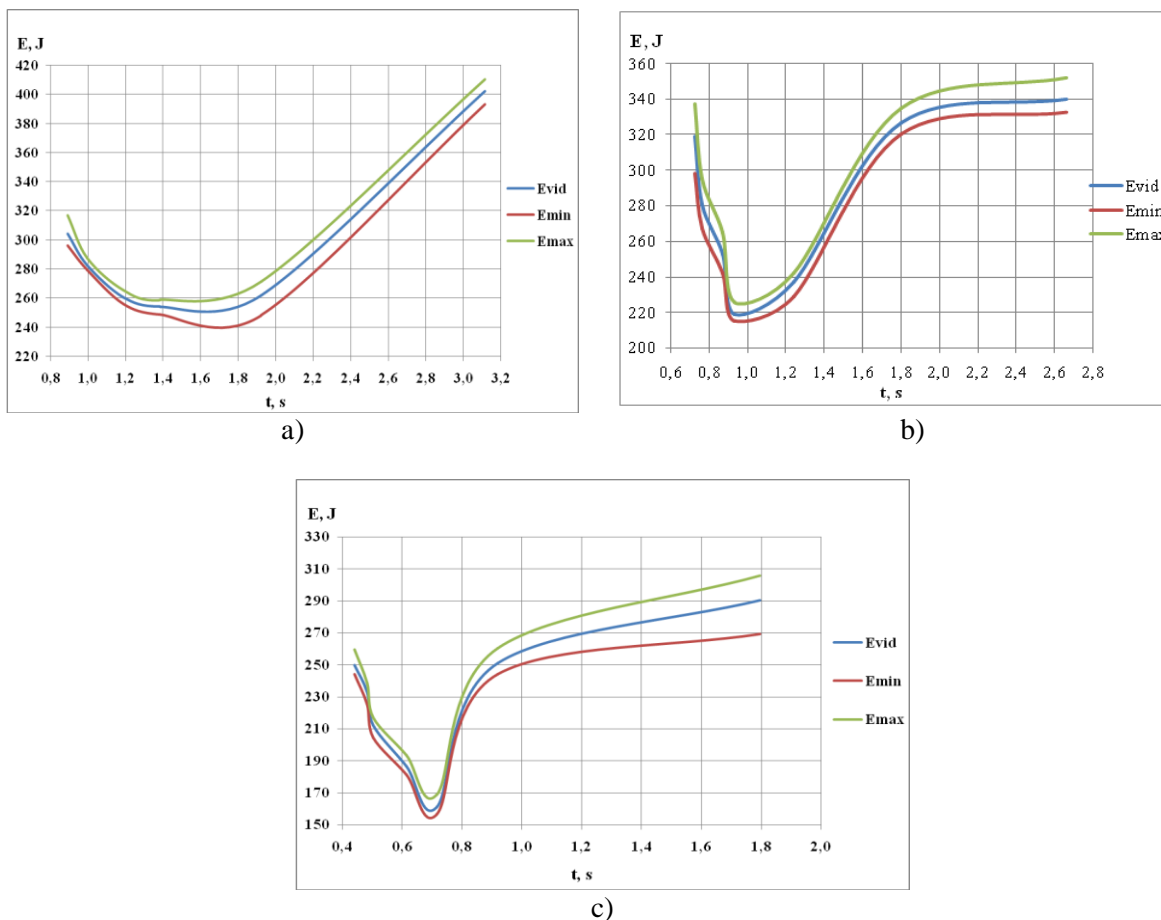 E, J
420
400
380
360
340
320
300
280
260
240
220
0,8 1,0 1,2 1,4 1,6 1,8 2,0 2,2 2,4 2,6 2,8 3,0 3,2
t, s
Evid
Emin
Emax
a)
E, J
360
340
320
300
280
260
240
220
200
0,6 0,8 1,0 1,2 1,4 1,6 1,8 2,0 2,2 2,4 2,6 2,8
t, s
Evid
Emin
Emax
b)
E, J
330
310
290
270
250
230
210
190
170
150
0,4 0,6 0,8 1,0 1,2 1,4 1,6 1,8 2,0
t, s
Evid
Emin
Emax
c)